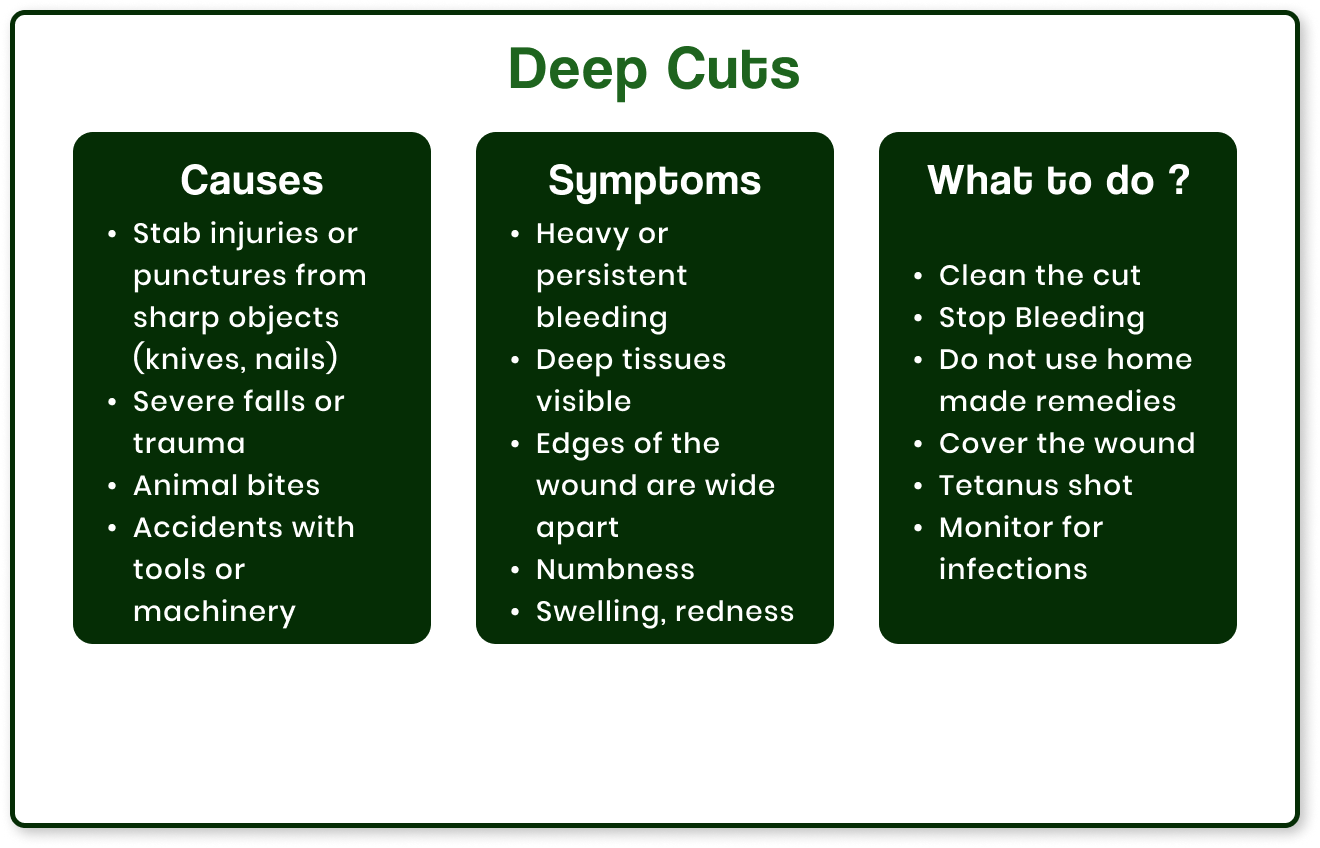 Deep Cuts
Causes
• Stab injuries or
punctures from
sharp objects
(knives, nails)
• Severe falls or
trauma
• Animal bites
• Accidents with
tools or
machinery
Symptoms
• Heavy or
persistent
bleeding
• Deep tissues
visible
• Edges of the
wound are wide
apart
• Numbness
• Swelling, redness
What to do ?
• Clean the cut
• Stop Bleeding
• Do not use home
made remedies
• Cover the wound
• Tetanus shot
• Monitor for
infections